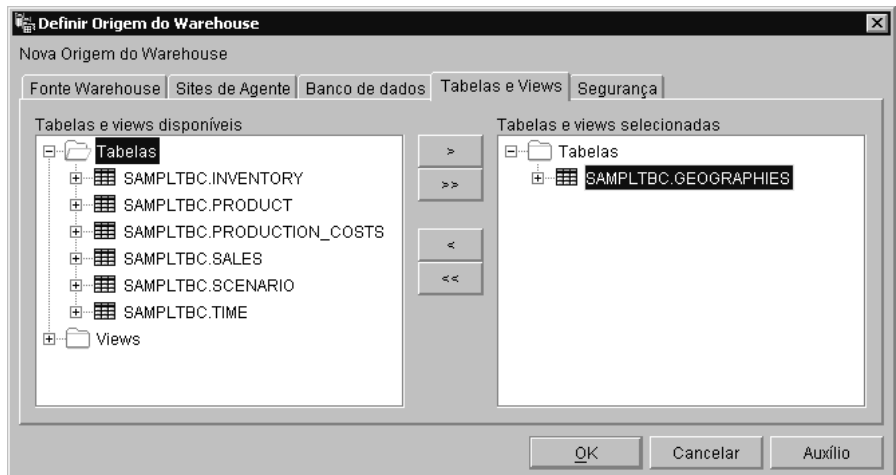 Definir Origem do Warehouse
Nova Origem do Warehouse
Fonte Warehouse Sites de Agente Banco de dados Tabelas e Views Segurança
Tabelas e views disponíveis
Tabelas
SAMPLTBC.INVENTORY
SAMPLTBC.PRODUCT
SAMPLTBC.PRODUCTION_COSTS
SAMPLTBC.SALES
SAMPLTBC.SCENARIO
SAMPLTBC.TIME
Views
>
>>
<
<<
Tabelas e views selecionadas
Tabelas
SAMPLTBC.GEOGRAPHIES
OK Cancelar Auxílio